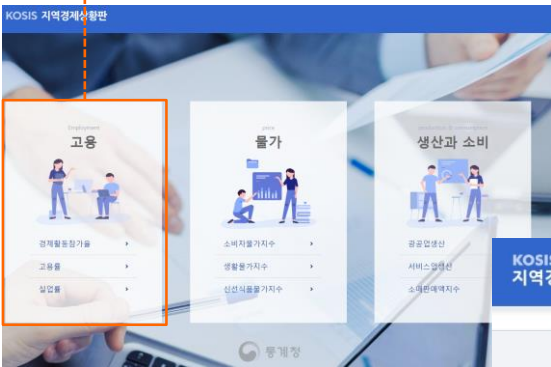 KOSIS 지역경제상황판
Employment
고용
경제활동참가율
고용률
실업률
price
물가
소비자물가지수
생활물가지수
신선식품물가지수
생산과 소비
광공업생산
서비스업생산
소매판매액지수
통계청
KOSIS